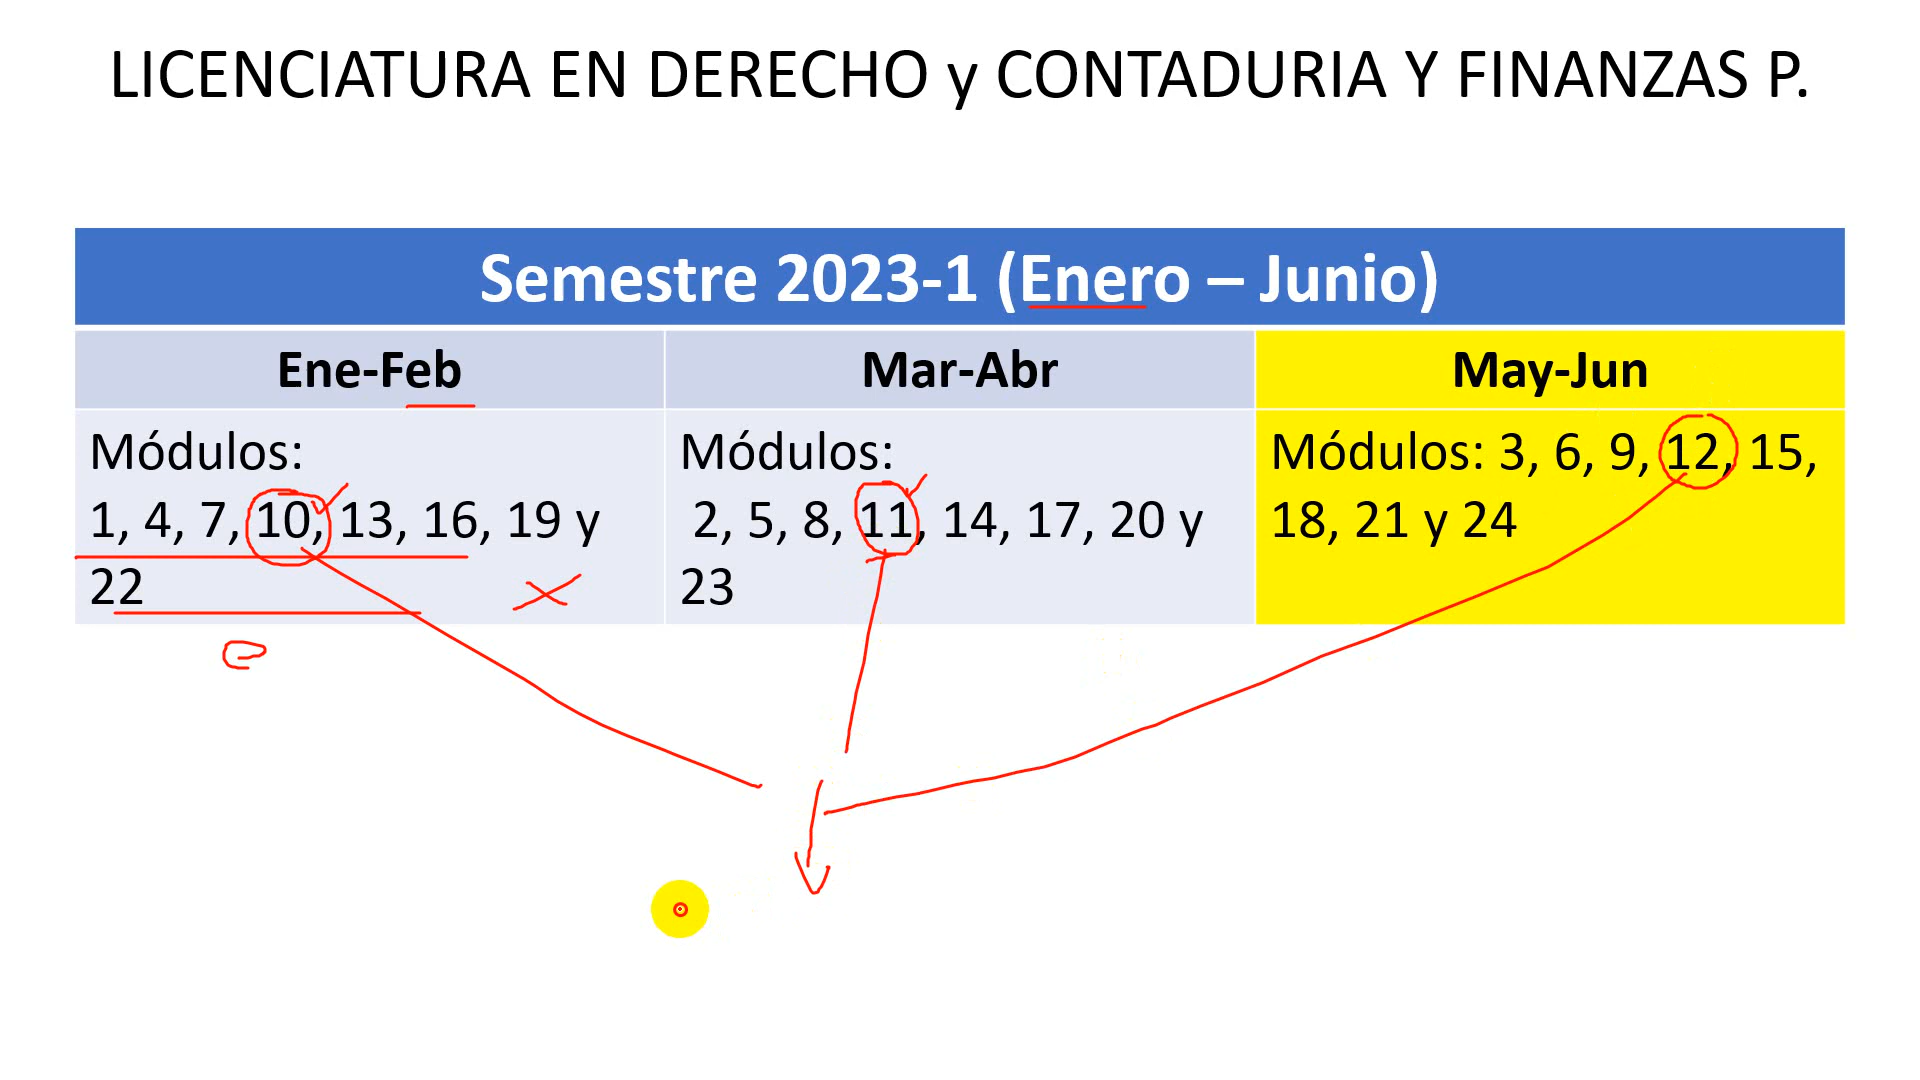 LICENCIATURA EN DERECHO y CONTADURIA Y FINANZAS P.
Semestre 2023-1 (Enero – Junio)
Ene-Feb
Mar-Abr
May-Jun
Módulos:
1, 4, 7, 10, 13, 16, 19 y
22
Módulos:
2, 5, 8, 11, 14, 17, 20 y
23
Módulos: 3, 6, 9, 12, 15,
18, 21 y 24